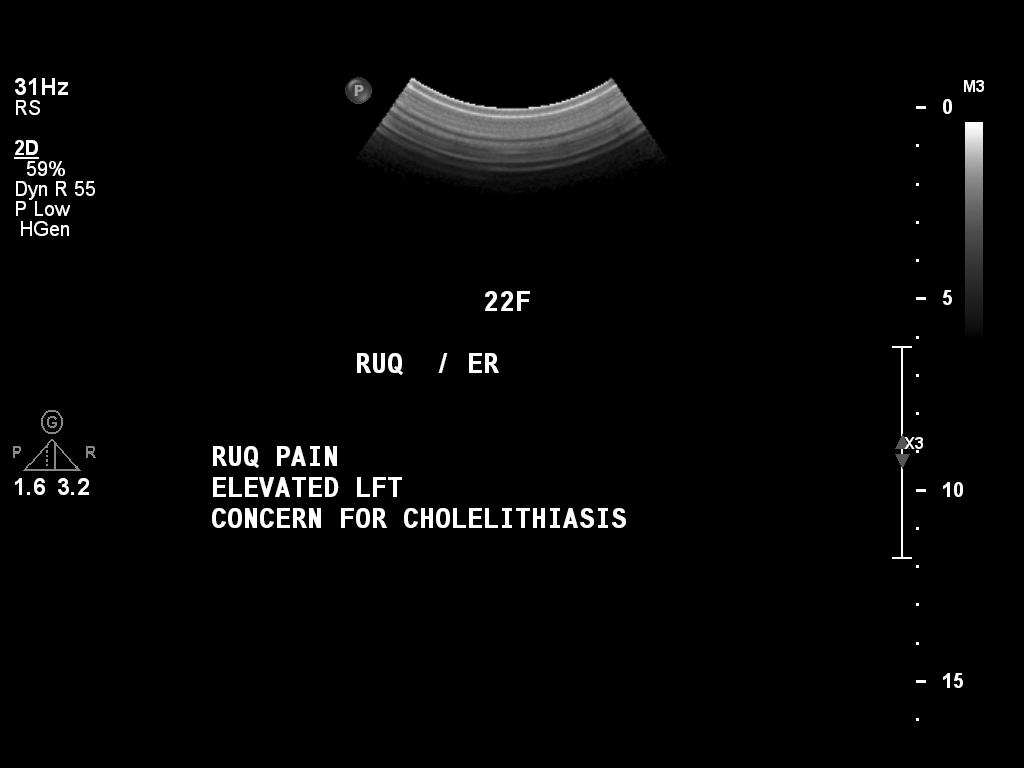 31Hz
RS
2D
59%
Dyn R 55
P Low
HGen
P
M3
0
5
10
15
X3
22F
RUQ / ER
RUQ PAIN
ELEVATED LFT
CONCERN FOR CHOLELITHIASIS
G
P R
1.6 3.2